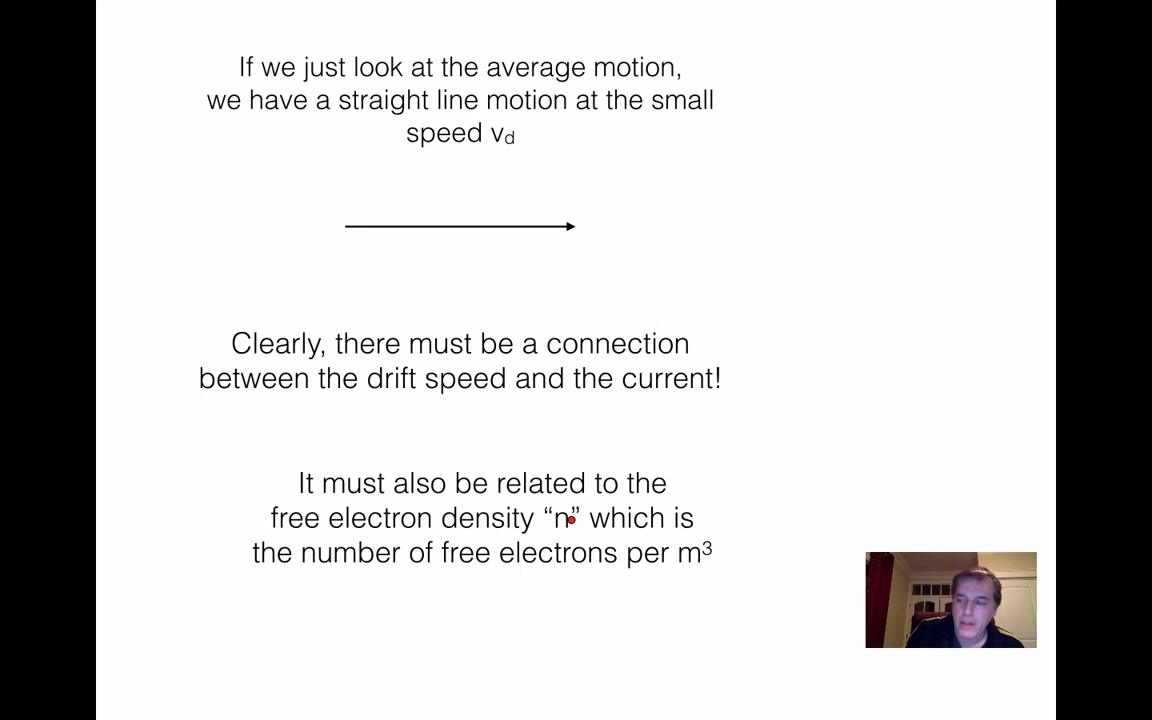 If we just look at the average motion,
we have a straight line motion at the small
speed vd
Clearly, there must be a connection
between the drift speed and the current!
It must also be related to the
free electron density “n” which is
the number of free electrons per m³